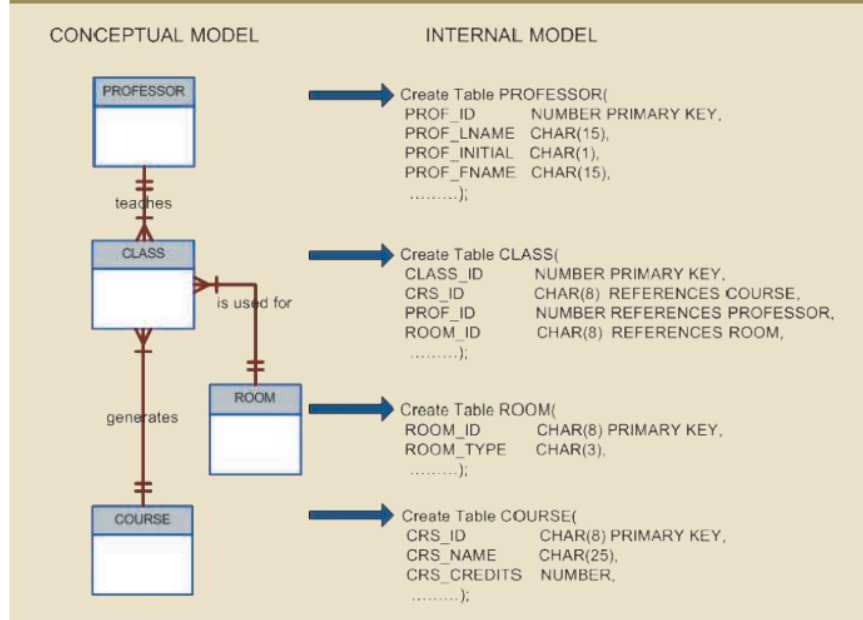 CONCEPTUAL MODEL
INTERNAL MODEL
PROFESSOR
teaches
CLASS
is used for
generates
ROOM
COURSE
Create Table PROFESSOR(
PROF_ID NUMBER PRIMARY KEY,
PROF_LNAME CHAR(15),
PROF_INITIAL CHAR(1),
PROF_FNAME CHAR(15),
.........);
Create Table CLASS(
CLASS_ID NUMBER PRIMARY KEY,
CRS_ID CHAR(8) REFERENCES COURSE,
PROF_ID NUMBER REFERENCES PROFESSOR,
ROOM_ID CHAR(8) REFERENCES ROOM,
.........);
Create Table ROOM(
ROOM_ID CHAR(8) PRIMARY KEY,
ROOM_TYPE CHAR(3),
.........);
Create Table COURSE(
CRS_ID CHAR(8) PRIMARY KEY,
CRS_NAME CHAR(25),
CRS_CREDITS NUMBER,
.........);